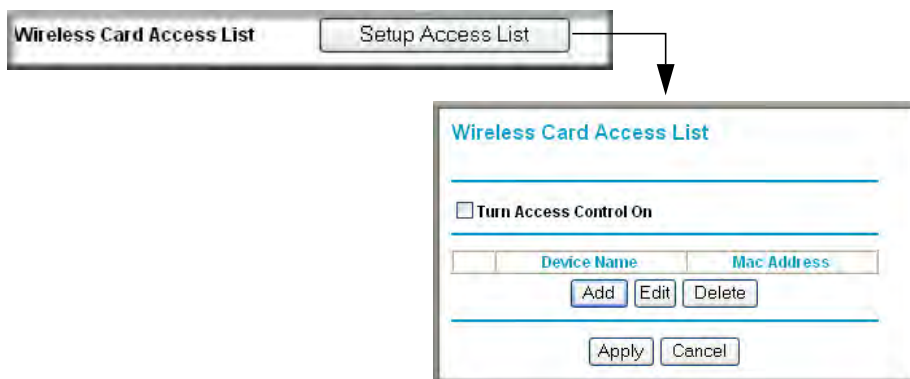 Wireless Card Access List Setup Access List
Wireless Card Access List
Turn Access Control On
Device Name Mac Address
Add Edit Delete
Apply Cancel